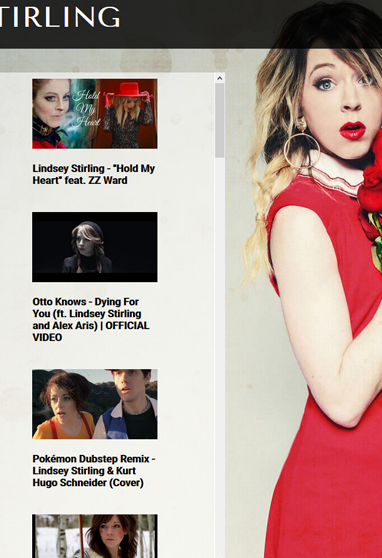 TIRLING
Hold
My
Heart
Lindsey Stirling - "Hold My
Heart" feat. ZZ Ward
Otto Knows - Dying For
You (ft. Lindsey Stirling
and Alex Aris) | OFFICIAL
VIDEO
Pokémon Dubstep Remix -
Lindsey Stirling & Kurt
Hugo Schneider (Cover)